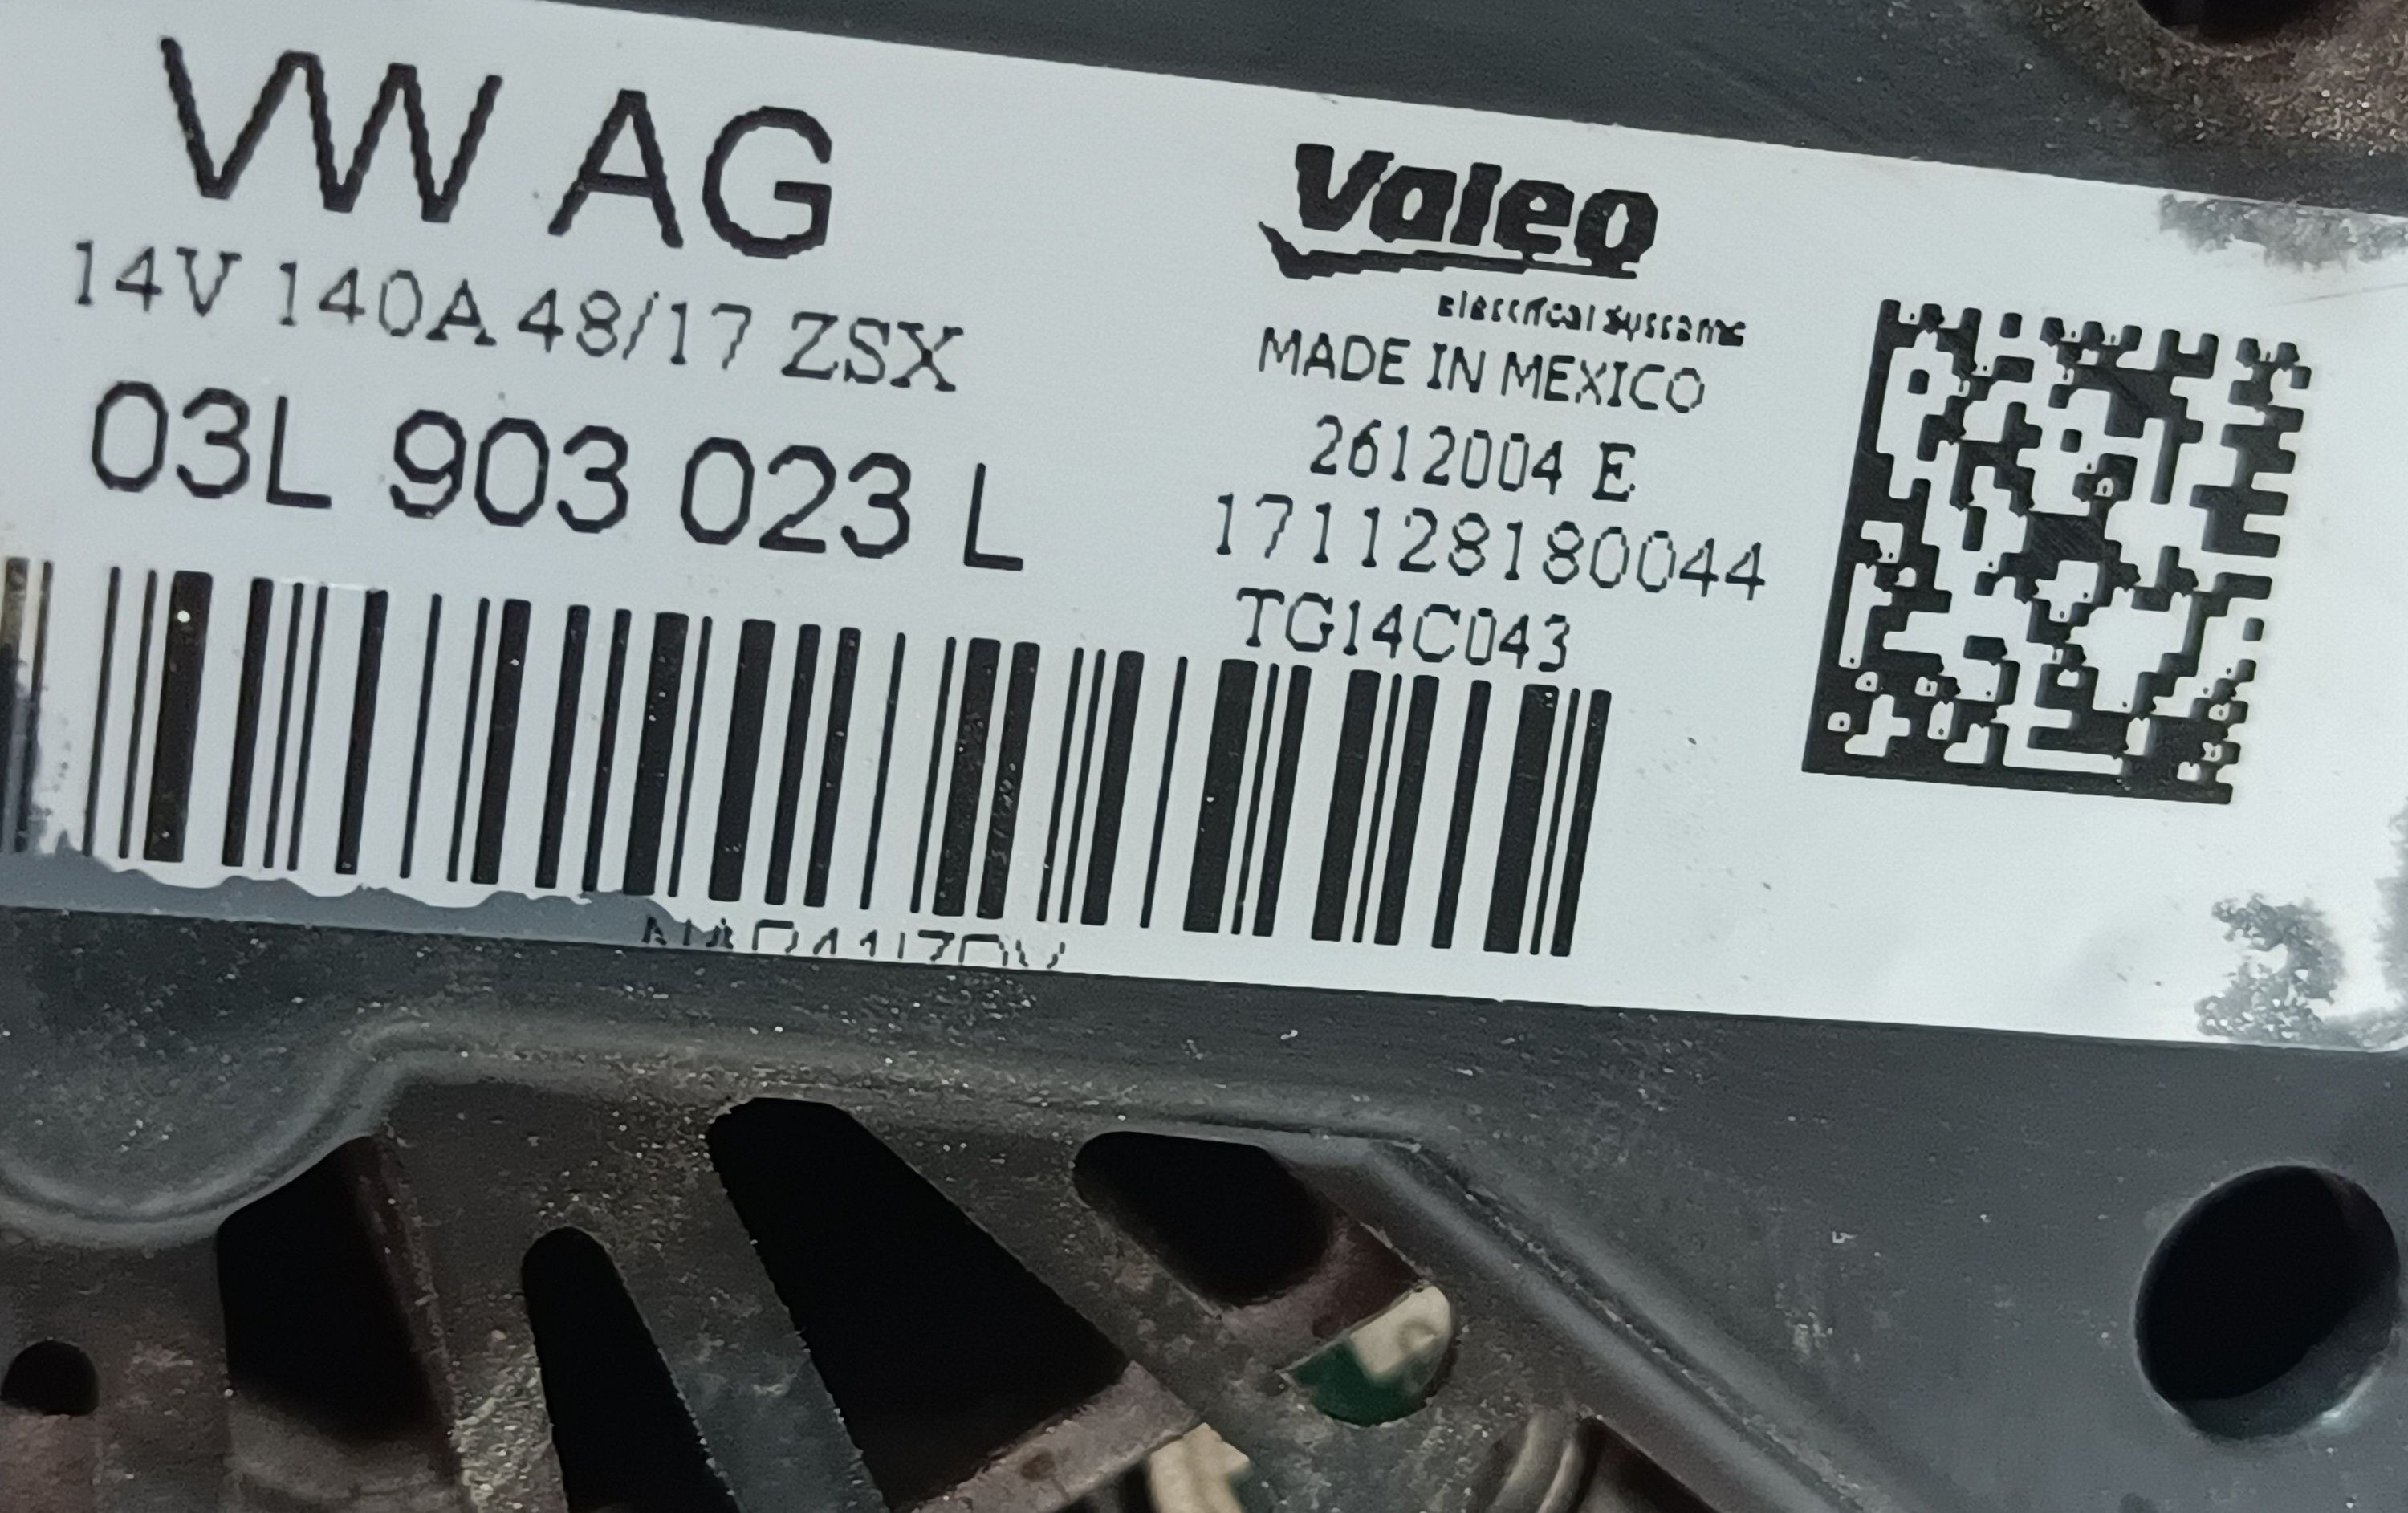 VW AG
14V 140A 48/17 ZSX
03L 903 023 L
Valeo
Electrical Systems
MADE IN MEXICO
2612004 E
171128180044
TG14C043